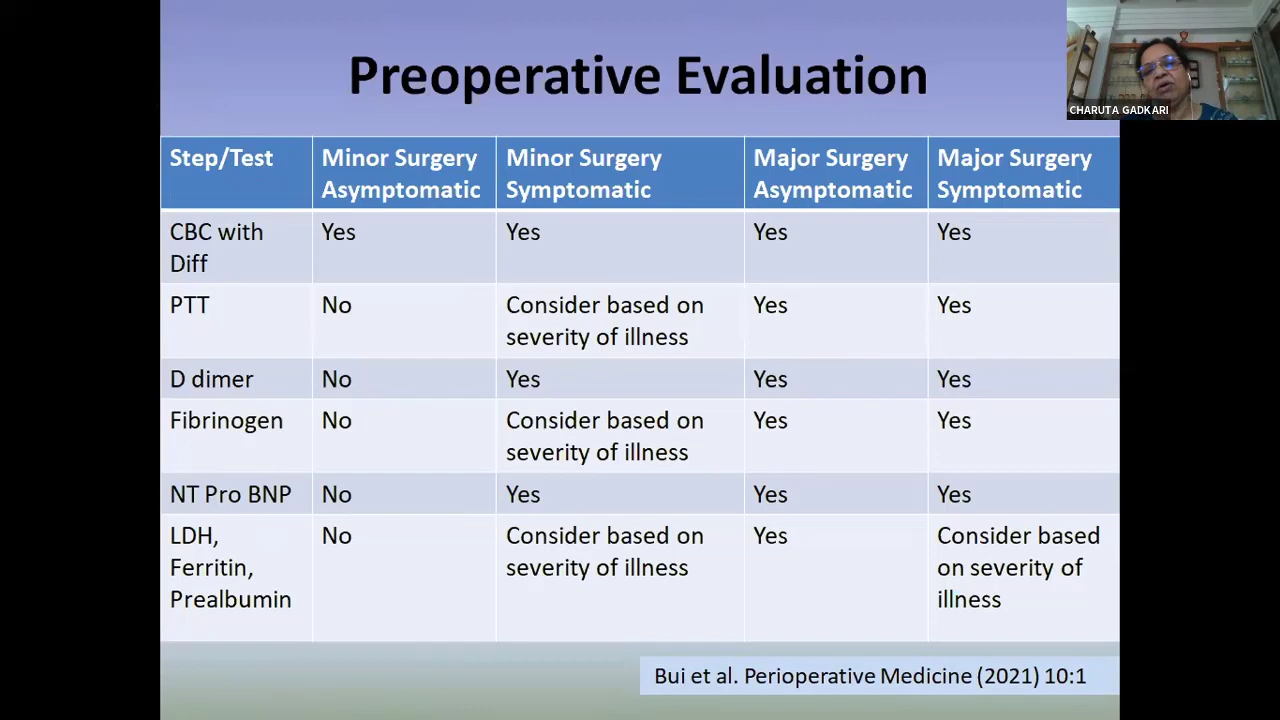 Preoperative Evaluation
CHARUTA GADKARI
Step/Test
Minor Surgery
Asymptomatic
Minor Surgery
Symptomatic
Major Surgery
Asymptomatic
Major Surgery
Symptomatic
CBC with
Diff
Yes
Yes
Yes
Yes
PTT
No
Consider based on
severity of illness
Yes
Yes
D dimer
No
Yes
Yes
Yes
Fibrinogen
No
Consider based on
severity of illness
Yes
Yes
NT Pro BNP
No
Yes
Yes
Yes
LDH,
Ferritin,
Prealbumin
No
Consider based on
severity of illness
Yes
Consider based
on severity of
illness
Bui et al. Perioperative Medicine (2021) 10:1